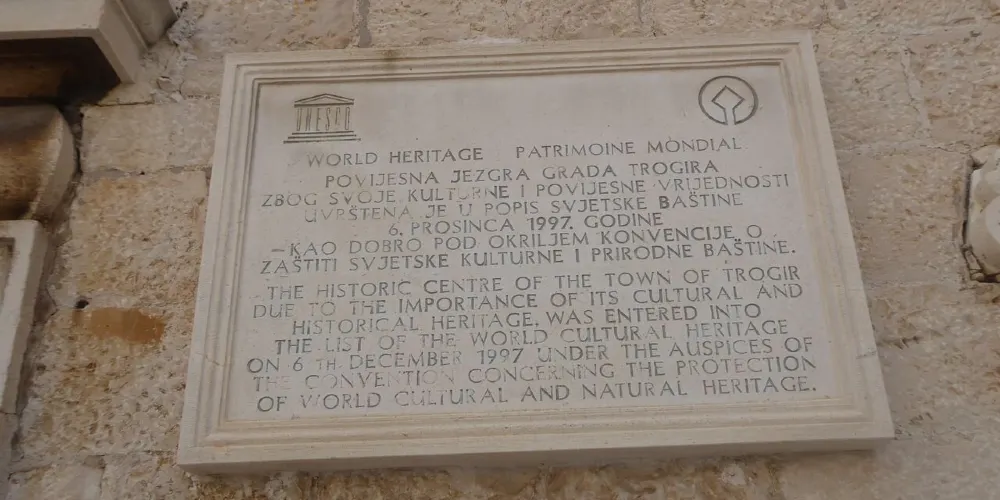 UNESCO
WORLD HERITAGE PATRIMOINE MONDIAL
POVIJESNA JEZGRA GRADA TROGIRA
ZBOG SVOJE KULTURNE I POVIJESNE VRIJEDNOSTI
UVRŠTENA JE U POPIS SVJETSKE BAŠTINE
6. PROSINCA 1997. GODINE
- KAO DOBRO POD OKRILJEM KONVENCIJE O
ZAŠTITI SVJETSKE KULTURNE I PRIRODNE BAŠTINE.
THE HISTORIC CENTRE OF THE TOWN OF TROGIR
DUE TO THE IMPORTANCE OF ITS CULTURAL AND
HISTORICAL HERITAGE, WAS ENTERED INTO
THE LIST OF THE WORLD CULTURAL HERITAGE
ON 6 TH DECEMBER 1997 UNDER THE AUSPICES OF
THE CONVENTION CONCERNING THE PROTECTION
OF WORLD CULTURAL AND NATURAL HERITAGE.